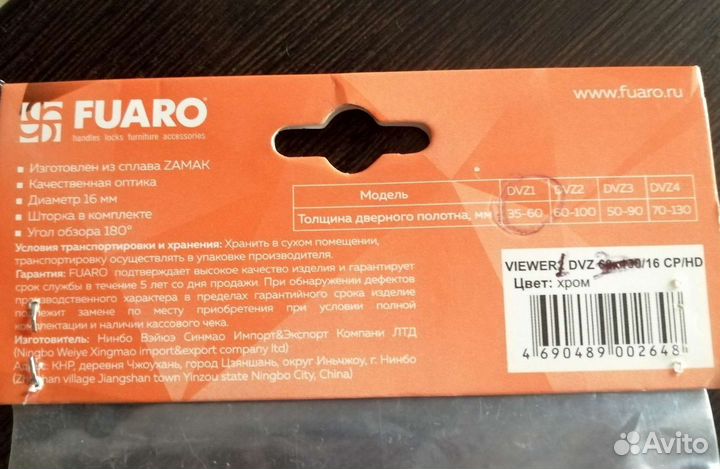 FUARO
handles locks furniture accessories
www.fuaro.ru
Изготовлен из сплава ZAMAK
Качественная оптика
Диаметр 16 мм
Шторка в комплекте
Угол обзора 180°
Модель DVZ1 DVZ2 DVZ3 DVZ4
Толщина дверного полотна, мм 35-60 60-100 50-90 70-130
Условия транспортировки и хранения: Хранить в сухом помещении,
транспортировку осуществлять в упаковке производителя.
Гарантия: FUARO подтверждает высокое качество изделия и гарантирует
срок службы в течение 5 лет со дня продажи. При обнаружении дефектов
производственного характера в пределах гарантийного срока изделие
подлежит замене по месту приобретения при условии полной
комплектации и наличии кассового чека.
Изготовитель: Нинбо Вэйюэ Синмао Импорт&Экспорт Компани ЛТД
(Ningbo Weiye Xingmao import&export company ltd)
КНР, деревня Чжоухань, город Цзяншань, округ Иньчжоу, г. Нинбо
village Jiangshan town Yinzou state Ningbo City, China)
VIEWER DVZ /16 CP/HD
Цвет: хром
4 690489 002648
Avito